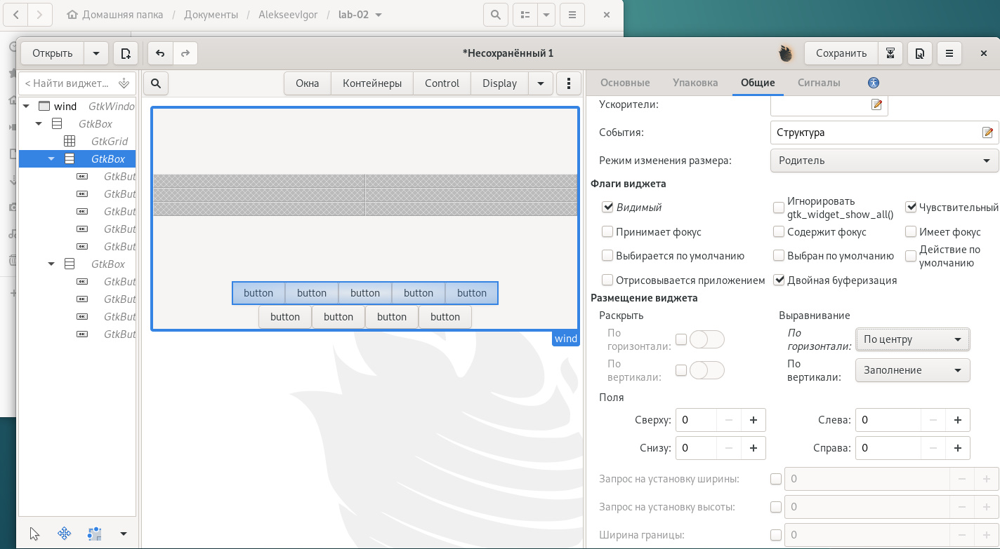 Домашняя папка / Документы / AlekseevIgor / lab-02
Открыть
*Несохранённый 1
Сохранить
< Найти виджет...
Окна Контейнеры Control Display
Основные Упаковка Общие Сигналы
wind GtkWindo
GtkBox
GtkGrid
GtkBox
GtkBut
GtkBut
GtkBut
GtkBut
GtkBut
GtkBox
GtkBut
GtkBut
GtkBut
GtkBut
button button button button button
button button button button
wind
Ускорители:
События: Структура
Режим изменения размера: Родитель
Флаги виджета
Видимый
Игнорировать
gtk_widget_show_all()
Чувствительный
Принимает фокус Содержит фокус Имеет фокус
Выбирается по умолчанию Выбран по умолчанию
Действие по
умолчанию
Отрисовывается приложением Двойная буферизация
Размещение виджета
Раскрыть Выравнивание
По
горизонтали:
По
горизонтали:
По центру
По
вертикали:
По
вертикали:
Заполнение
Поля
Сверху: 0 Слева: 0
Снизу: 0 Справа: 0
Запрос на установку ширины: 0
Запрос на установку высоты: 0
Ширина границы: 0